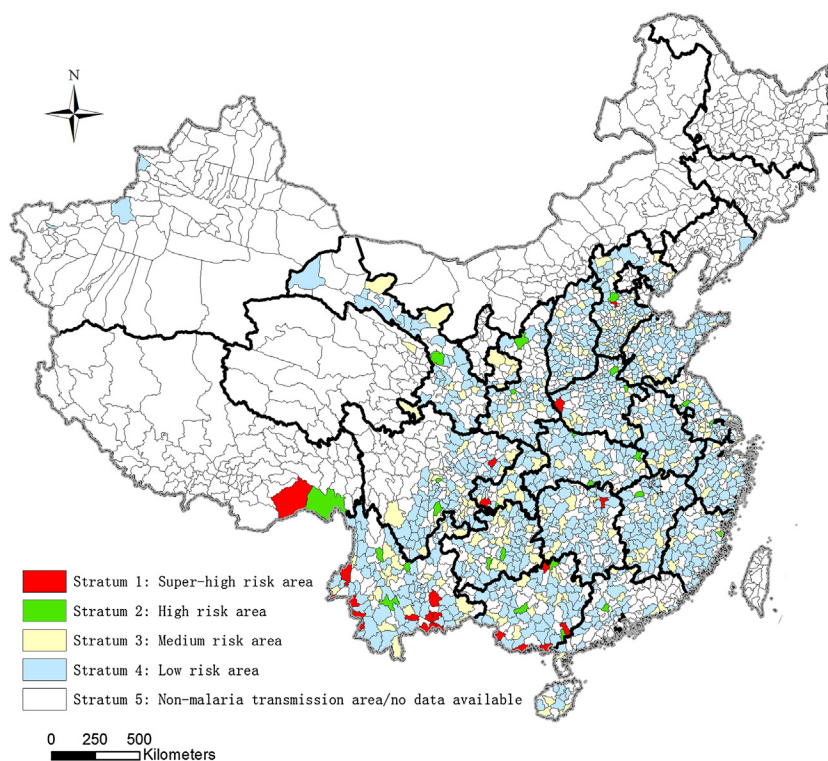 N
Stratum 1: Super-high risk area
Stratum 2: High risk area
Stratum 3: Medium risk area
Stratum 4: Low risk area
Stratum 5: Non-malaria transmission area/no data available
0 250 500
Kilometers